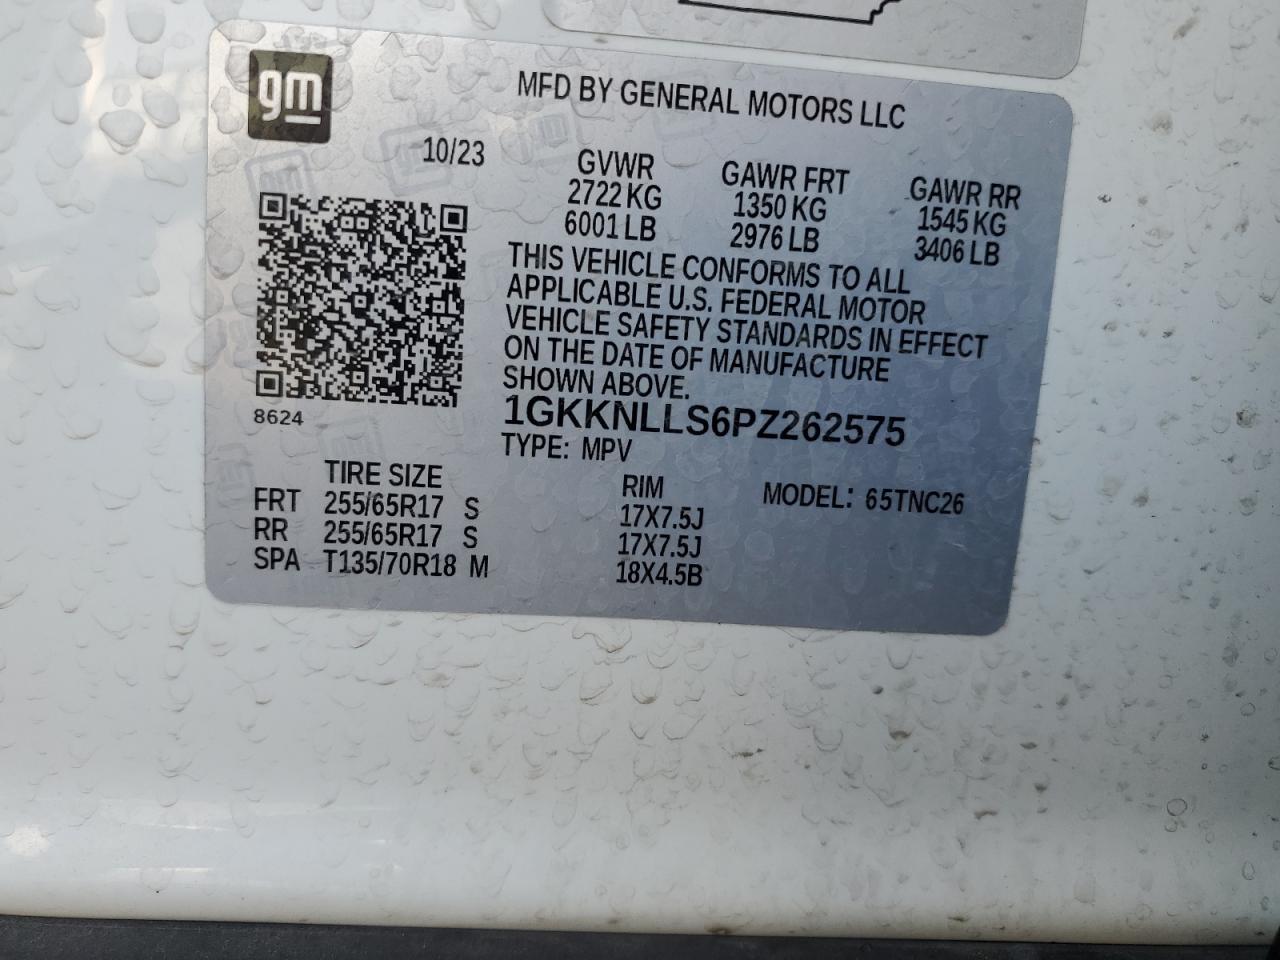 gm
MFD BY GENERAL MOTORS LLC
10/23
GVWR GAWR FRT GAWR RR
2722 KG 1350 KG 1545 KG
6001 LB 2976 LB 3406 LB
THIS VEHICLE CONFORMS TO ALL
APPLICABLE U.S. FEDERAL MOTOR
VEHICLE SAFETY STANDARDS IN EFFECT
ON THE DATE OF MANUFACTURE
SHOWN ABOVE.
8624
1GKKNLLS6PZ262575
TYPE: MPV
TIRE SIZE RIM MODEL: 65TNC26
FRT 255/65R17 S 17X7.5J
RR 255/65R17 S 17X7.5J
SPA T135/70R18 M 18X4.5B